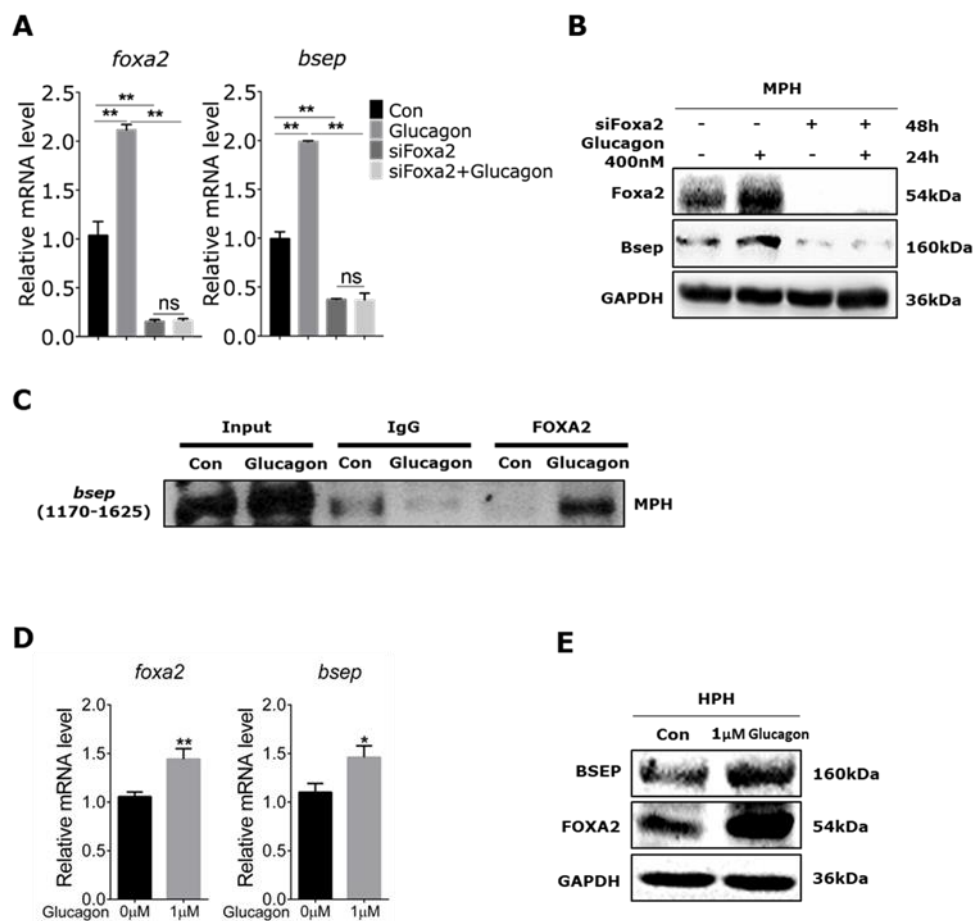 A
foxa2
bsep
Relative mRNA level
2.5
2.0
1.5
1.0
0.5
0.0
**
**
**
ns
Relative mRNA level
2.5
2.0
1.5
1.0
0.5
0.0
**
**
**
ns
Con
Glucagon
siFoxa2
siFoxa2+Glucagon
B
MPH
siFoxa2 - - + + 48h
Glucagon
400nM - + - + 24h
Foxa2 54kDa
Bsep 160kDa
GAPDH 36kDa
C
Input IgG FOXA2
Con Glucagon Con Glucagon Con Glucagon
bsep
(1170-1625)
MPH
D
foxa2
bsep
Relative mRNA level
2.0
1.5
1.0
0.5
0.0
**
Glucagon 0μM 1μM
Relative mRNA level
2.0
1.5
1.0
0.5
0.0
*
Glucagon 0μM 1μM
E
HPH
Con 1μM Glucagon
BSEP 160kDa
FOXA2 54kDa
GAPDH 36kDa